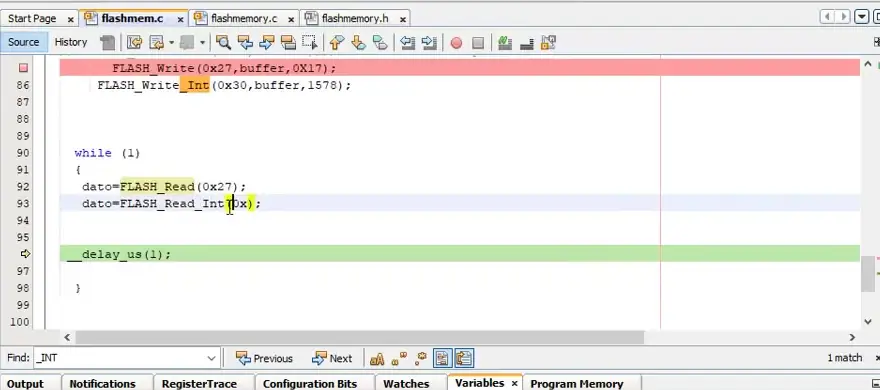 Start Page flashmem.c flashmemory.c flashmemory.h
Source History
FLASH_Write(0x27,buffer,0X17);
86 FLASH_Write_Int(0x30,buffer,1578);
87
88
89
90 while (1)
91 {
92 dato=FLASH_Read(0x27);
93 dato=FLASH_Read_Int(0x);
94
95
__delay_us(1);
97
98 }
99
100
Find: _INT Previous Next 1 match
Output Notifications RegisterTrace Configuration Bits Watches Variables Program Memory